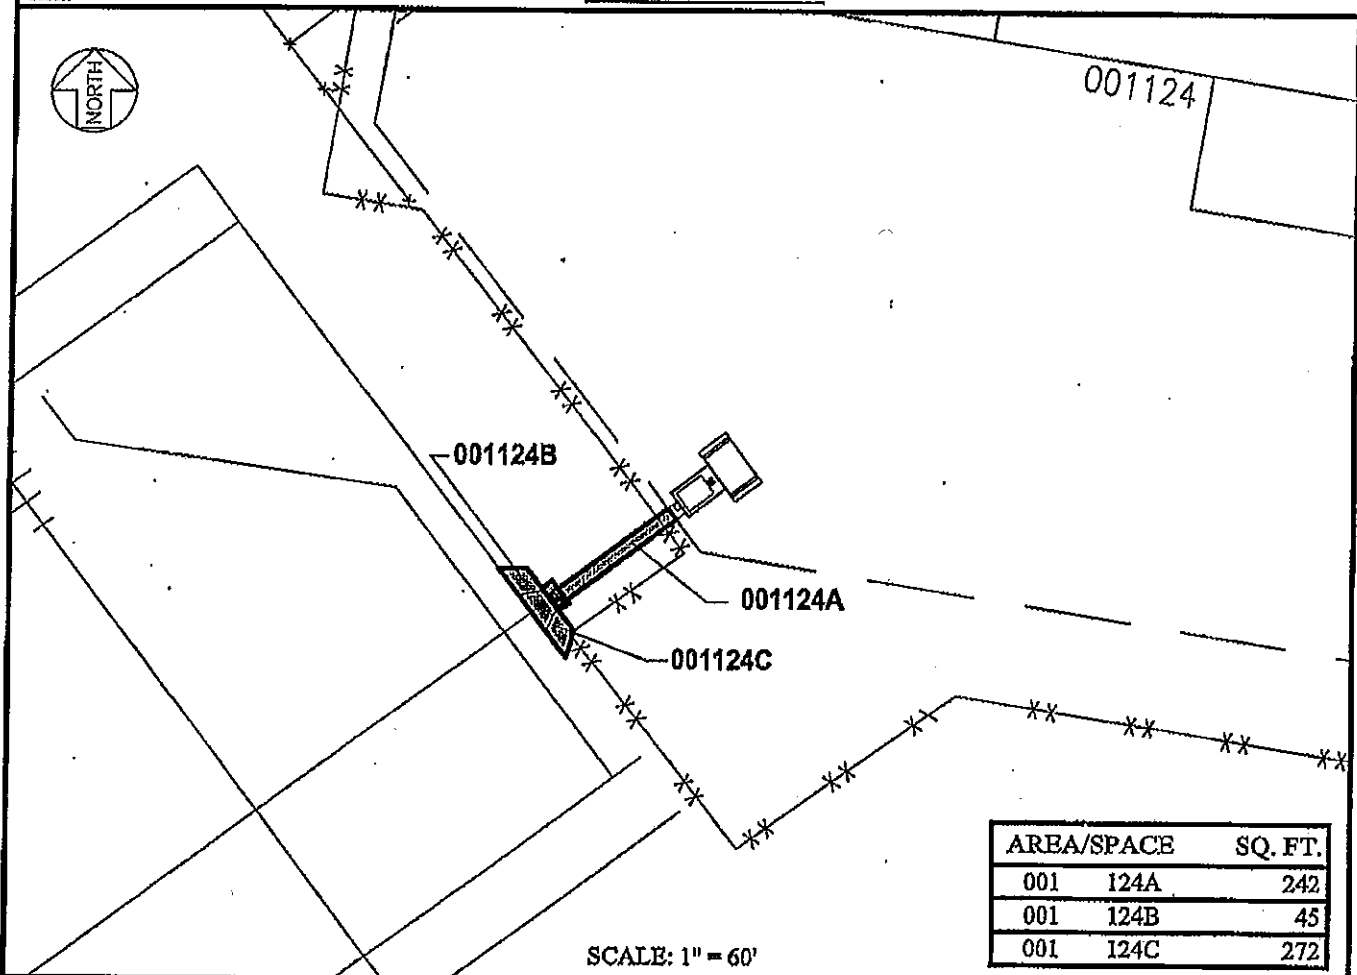 NORTH
001124
001124B
001124A
001124C
AREA/SPACE SQ. FT.
001 124A 242
001 124B 45
001 124C 272
SCALE: 1" = 60'